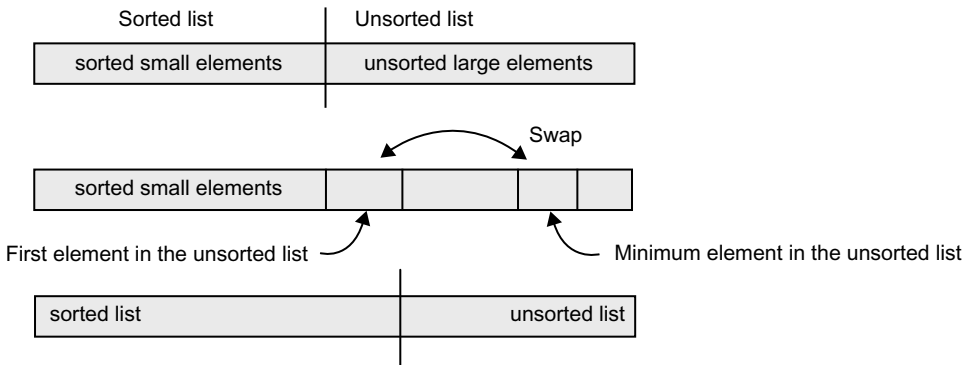 Sorted list
Unsorted list
sorted small elements
unsorted large elements
Swap
sorted small elements
First element in the unsorted list
Minimum element in the unsorted list
sorted list
unsorted list